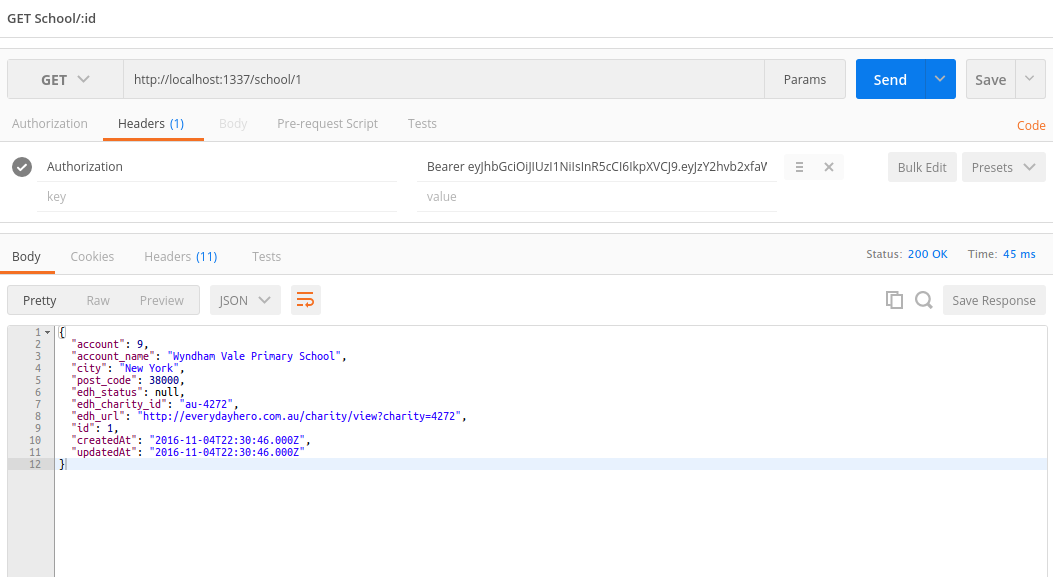 GET School/:id
GET http://localhost:1337/school/1 Params Send Save
Authorization Headers (1) Body Pre-request Script Tests Code
Authorization Bearer eyJhbGciOiJIUzI1NiIsInR5cCI6IkpXVCJ9.eyJzY2hvb2xfaW Bulk Edit Presets
key value
Body Cookies Headers (11) Tests Status: 200 OK Time: 45 ms
Pretty Raw Preview JSON Save Response
1 {
2 "account": 9,
3 "account_name": "Wyndham Vale Primary School",
4 "city": "New York",
5 "post_code": 38000,
6 "edh_status": null,
7 "edh_charity_id": "au-4272",
8 "edh_url": "http://everydayhero.com.au/charity/view?charity=4272",
9 "id": 1,
10 "createdAt": "2016-11-04T22:30:46.000Z",
11 "updatedAt": "2016-11-04T22:30:46.000Z"
12 }